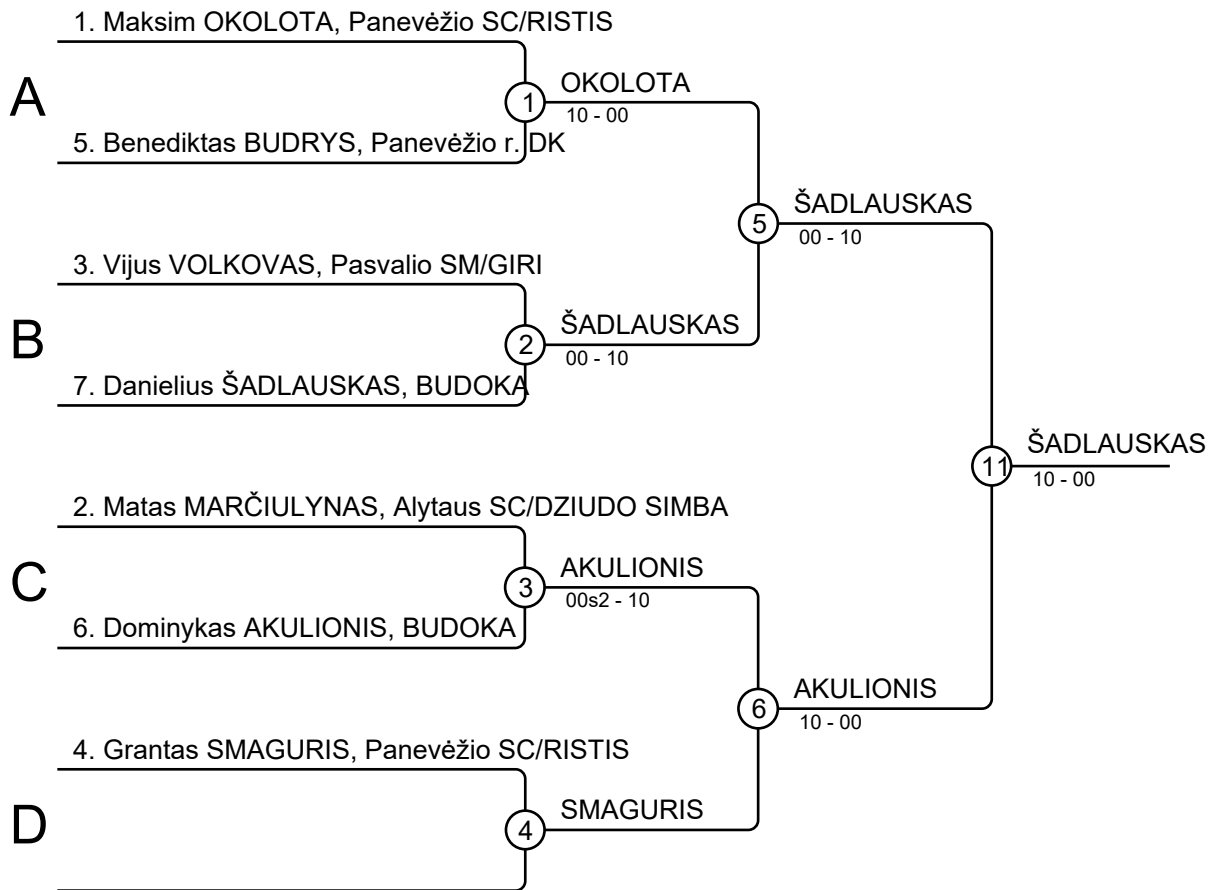 1. Maksim OKOLOTA, Panevėžio SC/RISTIS
A
1
OKOLOTA
10 - 00
5. Benediktas BUDRYS, Panevėžio r. DK
5
ŠADLAUSKAS
00 - 10
3. Vijus VOLKOVAS, Pasvalio SM/GIRI
B
2
ŠADLAUSKAS
00 - 10
7. Danielius ŠADLAUSKAS, BUDOKA
11
ŠADLAUSKAS
10 - 00
2. Matas MARČIULYNAS, Alytaus SC/DZIUDO SIMBA
C
3
AKULIONIS
00s2 - 10
6. Dominykas AKULIONIS, BUDOKA
6
AKULIONIS
10 - 00
4. Grantas SMAGURIS, Panevėžio SC/RISTIS
D
4
SMAGURIS